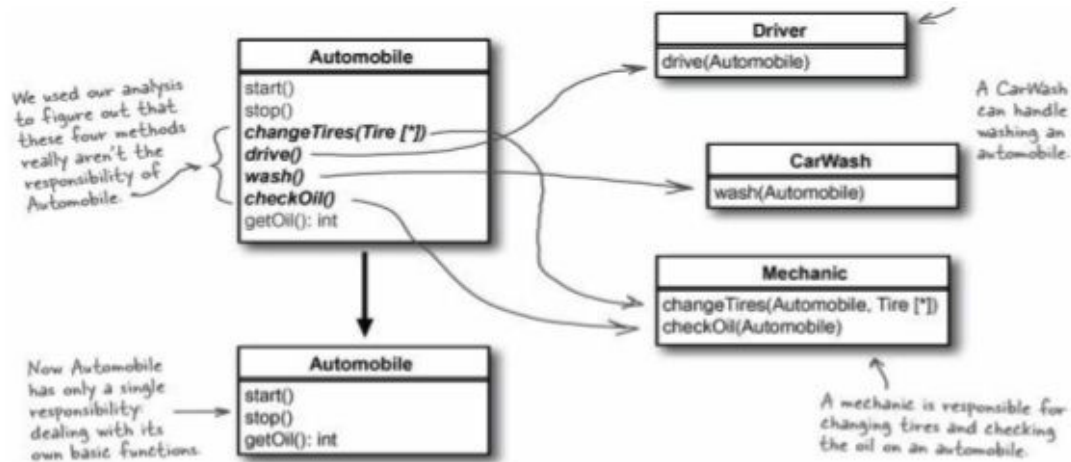 Automobile
start()
stop()
changeTires(Tire [*])
drive()
wash()
checkOil()
getOil(): int
We used our analysis
to figure out that
these four methods
really aren't the
responsibility of
Automobile.
Driver
drive(Automobile)
A CarWash
can handle
washing an
automobile.
CarWash
wash(Automobile)
Mechanic
changeTires(Automobile, Tire [*])
checkOil(Automobile)
A mechanic is responsible for
changing tires and checking
the oil on an automobile.
Now Automobile
has only a single
responsibility:
dealing with its
own basic functions.
Automobile
start()
stop()
getOil(): int